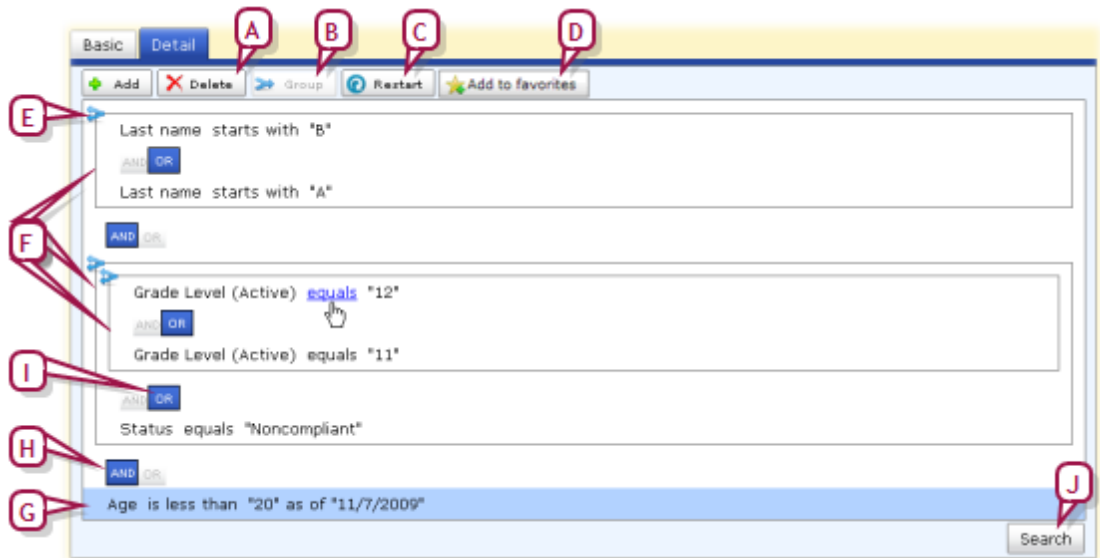 A B C D
Basic Detail
Add Delete Group Restart Add to favorites
E
Last name starts with "B"
AND OR
Last name starts with "A"
F
AND OR
Grade Level (Active) equals "12"
AND OR
Grade Level (Active) equals "11"
I
AND OR
Status equals "Noncompliant"
H
AND OR
G
Age is less than "20" as of "11/7/2009"
J
Search